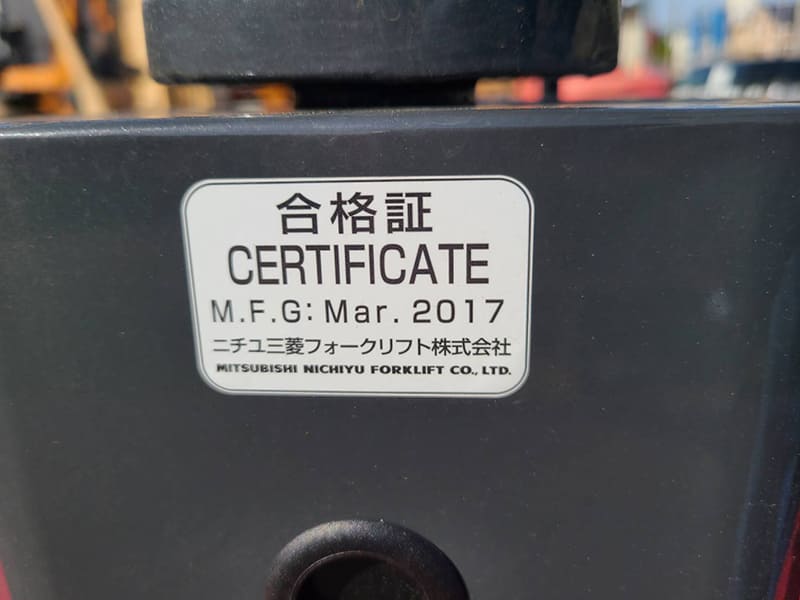 合格証
CERTIFICATE
M.F.G: Mar. 2017
ニチユ三菱フォークリフト株式会社
MITSUBISHI NICHIYU FORKLIFT CO., LTD.